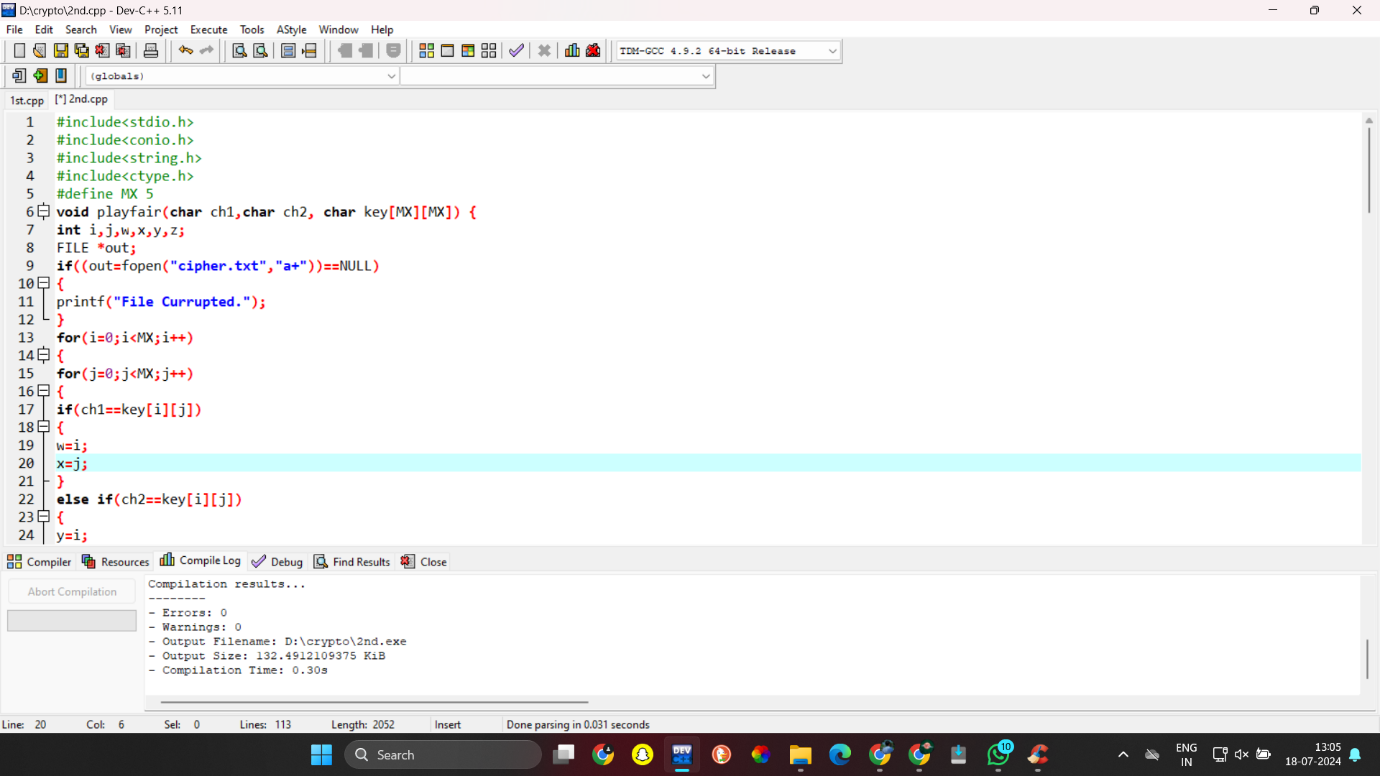 D:\crypto\2nd.cpp - Dev-C++ 5.11
File Edit Search View Project Execute Tools AStyle Window Help
TDM-GCC 4.9.2 64-bit Release
(globals)
1st.cpp [*] 2nd.cpp
1 #include<stdio.h>
2 #include<conio.h>
3 #include<string.h>
4 #include<ctype.h>
5 #define MX 5
6 void playfair(char ch1,char ch2, char key[MX][MX]) {
7 int i,j,w,x,y,z;
8 FILE *out;
9 if((out=fopen("cipher.txt","a+"))==NULL)
10 {
11 printf("File Currupted.");
12 }
13 for(i=0;i<MX;i++)
14 {
15 for(j=0;j<MX;j++)
16 {
17 if(ch1==key[i][j])
18 {
19 w=i;
20 x=j;
21 }
22 else if(ch2==key[i][j])
23 {
24 y=i;
Compiler Resources Compile Log Debug Find Results Close
Abort Compilation
Compilation results...
--------
- Errors: 0
- Warnings: 0
- Output Filename: D:\crypto\2nd.exe
- Output Size: 132.4912109375 KiB
- Compilation Time: 0.30s
Line: 20 Col: 6 Sel: 0 Lines: 113 Length: 2052 Insert Done parsing in 0.031 seconds
Search DEV C++ 10 ENG IN 13:05 18-07-2024